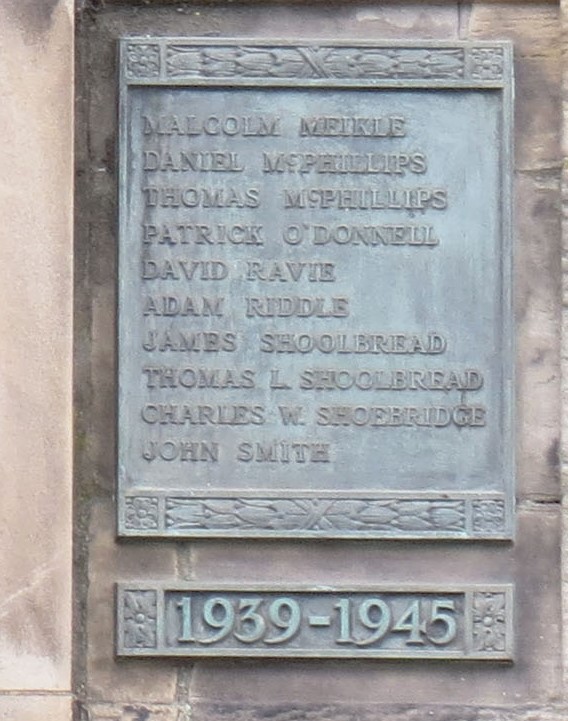 MALCOLM MEIKLE
DANIEL McPHILLIPS
THOMAS McPHILLIPS
PATRICK O'DONNELL
DAVID RAVIE
ADAM RIDDLE
JAMES SHOOLBREAD
THOMAS L. SHOOLBREAD
CHARLES W. SHOEBRIDGE
JOHN SMITH
1939-1945